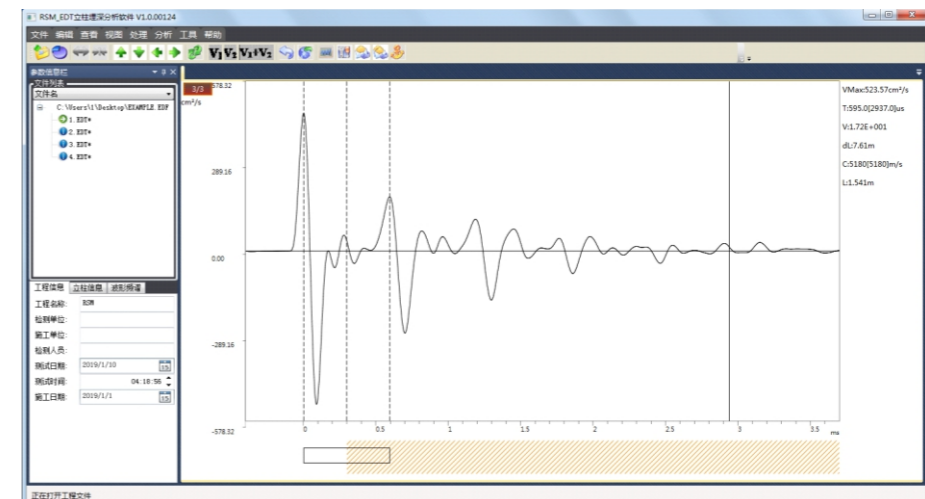 RSM_EDT立柱埋深分析软件 V1.0.00124
文件 编辑 查看 视图 处理 分析 工具 帮助
V1 V2 V1+V2
参数信息栏
文件列表
文件名
C:\Users\1\Desktop\EXAMPLE EDF
1. EDT*
2. EDT*
3. EDT*
4. EDT*
工程信息 立柱信息 波形频谱
工程名称: RSM
检测单位:
施工单位:
检测人员:
测试日期: 2019/1/10
测试时间: 04:18:56
施工日期: 2019/1/1
3/3
578.32
cm²/s
289.16
0.00
-289.16
-578.32
0 0.5 1 1.5 2 2.5 3 3.5 ms
VMax:523.57cm²/s
T:595.0[2937.0]us
V:1.72E+001
dL:7.61m
C:5180[5180]m/s
L:1.541m
正在打开工程文件